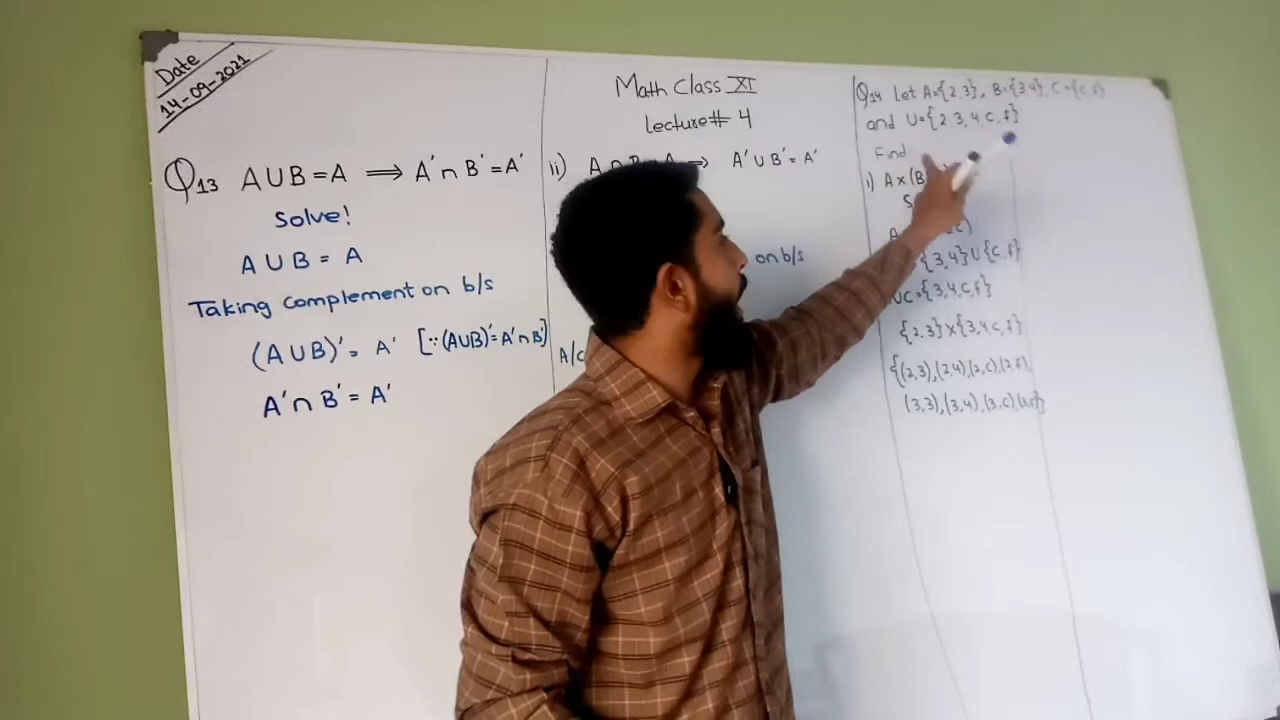 Date
14-09-2021
Q13 A∪B=A ⟹ A'∩B'=A'
Solve!
A∪B = A
Taking complement on b/s
(A∪B)' = A' [∵(A∪B)'=A'∩B']
A'∩B' = A'
Math Class XI
Lecture# 4
ii) A∩B=A ⟹ A'∪B'=A'
on b/s
A/c
Q14 Let A={2,3}, B={3,4}, C={c,f}
and U={2,3,4,c,f}
Find
i) A×(B
A
{3,4}∪{c,f}
∪C={3,4,c,f}
{2,3}×{3,4,c,f}
{(2,3),(2,4),(2,c),(2,f),
(3,3),(3,4),(3,c),(3,f)}